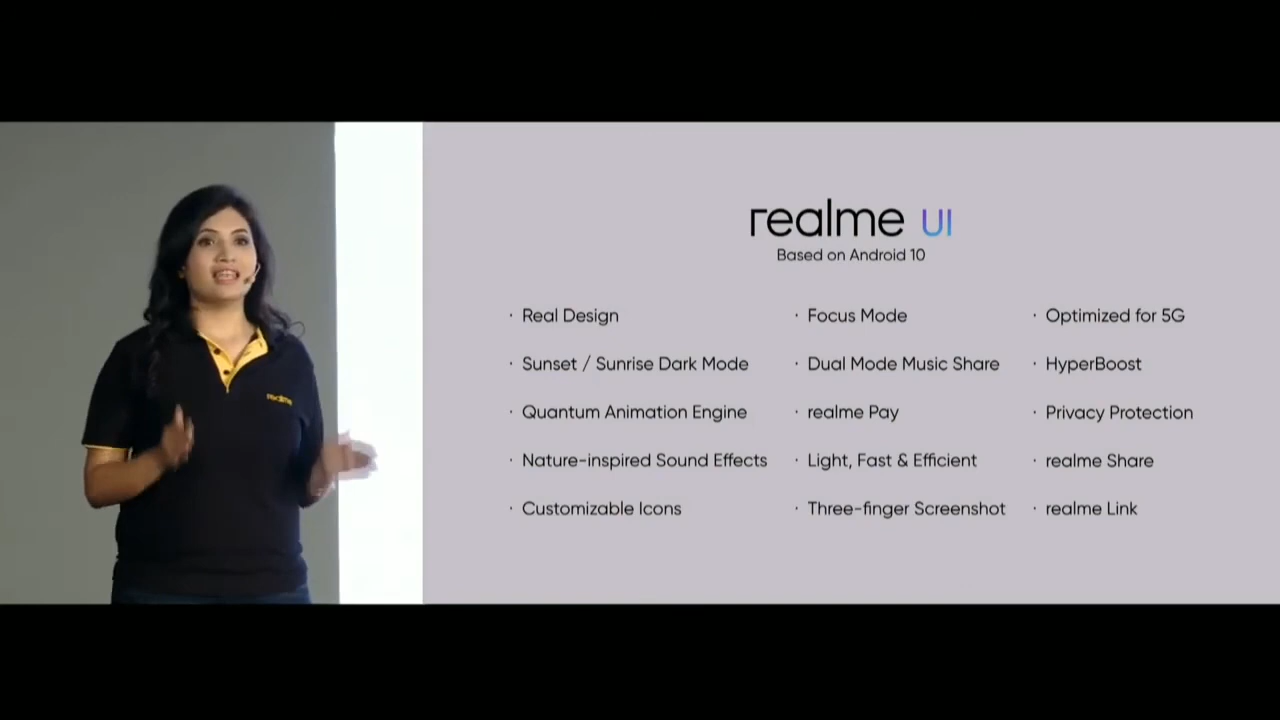 realme UI
Based on Android 10
· Real Design
· Sunset / Sunrise Dark Mode
· Quantum Animation Engine
· Nature-inspired Sound Effects
· Customizable Icons
· Focus Mode
· Dual Mode Music Share
· realme Pay
· Light, Fast & Efficient
· Three-finger Screenshot
· Optimized for 5G
· HyperBoost
· Privacy Protection
· realme Share
· realme Link
realme